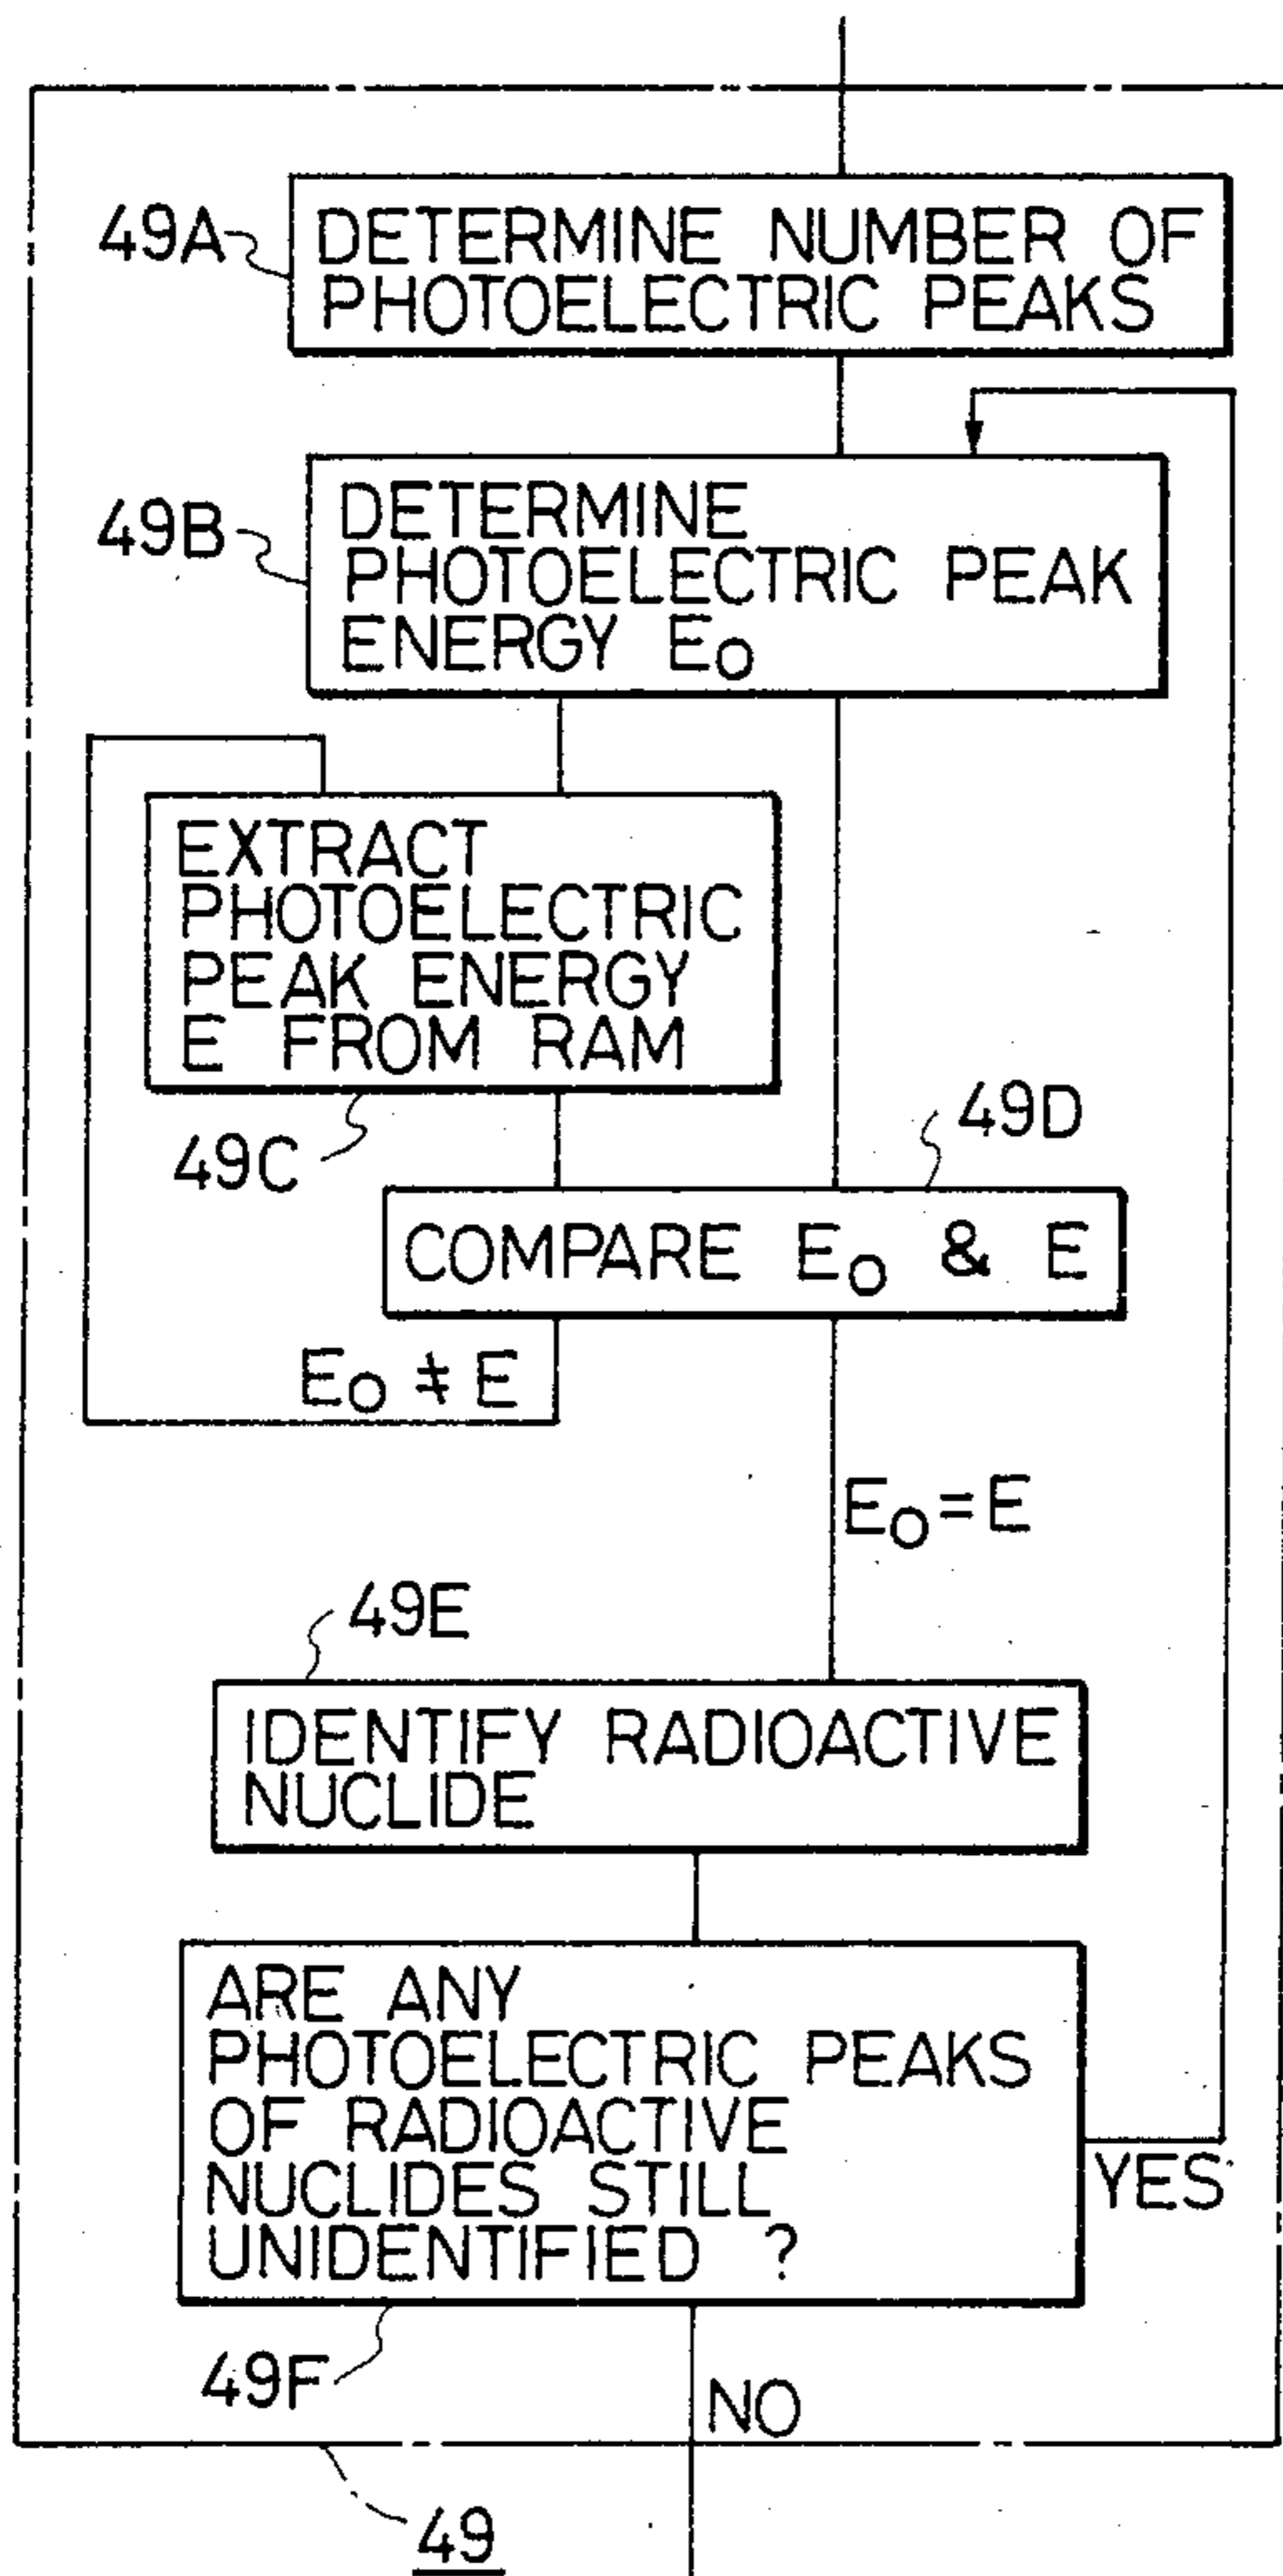 49A
DETERMINE NUMBER OF
PHOTOELECTRIC PEAKS
49B
DETERMINE
PHOTOELECTRIC PEAK
ENERGY E₀
EXTRACT
PHOTOELECTRIC
PEAK ENERGY
E FROM RAM
49C
49D
COMPARE E₀ & E
E₀ ≠ E
E₀ = E
49E
IDENTIFY RADIOACTIVE
NUCLIDE
ARE ANY
PHOTOELECTRIC PEAKS
OF RADIOACTIVE
NUCLIDES STILL
UNIDENTIFIED ?
YES
49F
NO
49